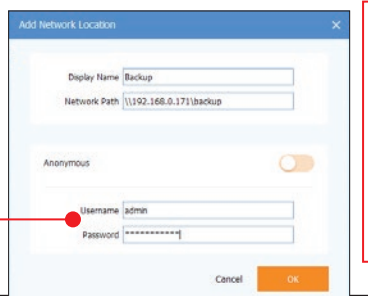 Add Network Location
Display Name Backup
Network Path \\192.168.0.171\backup
Anonymous
Username admin
Password ***********
Cancel OK